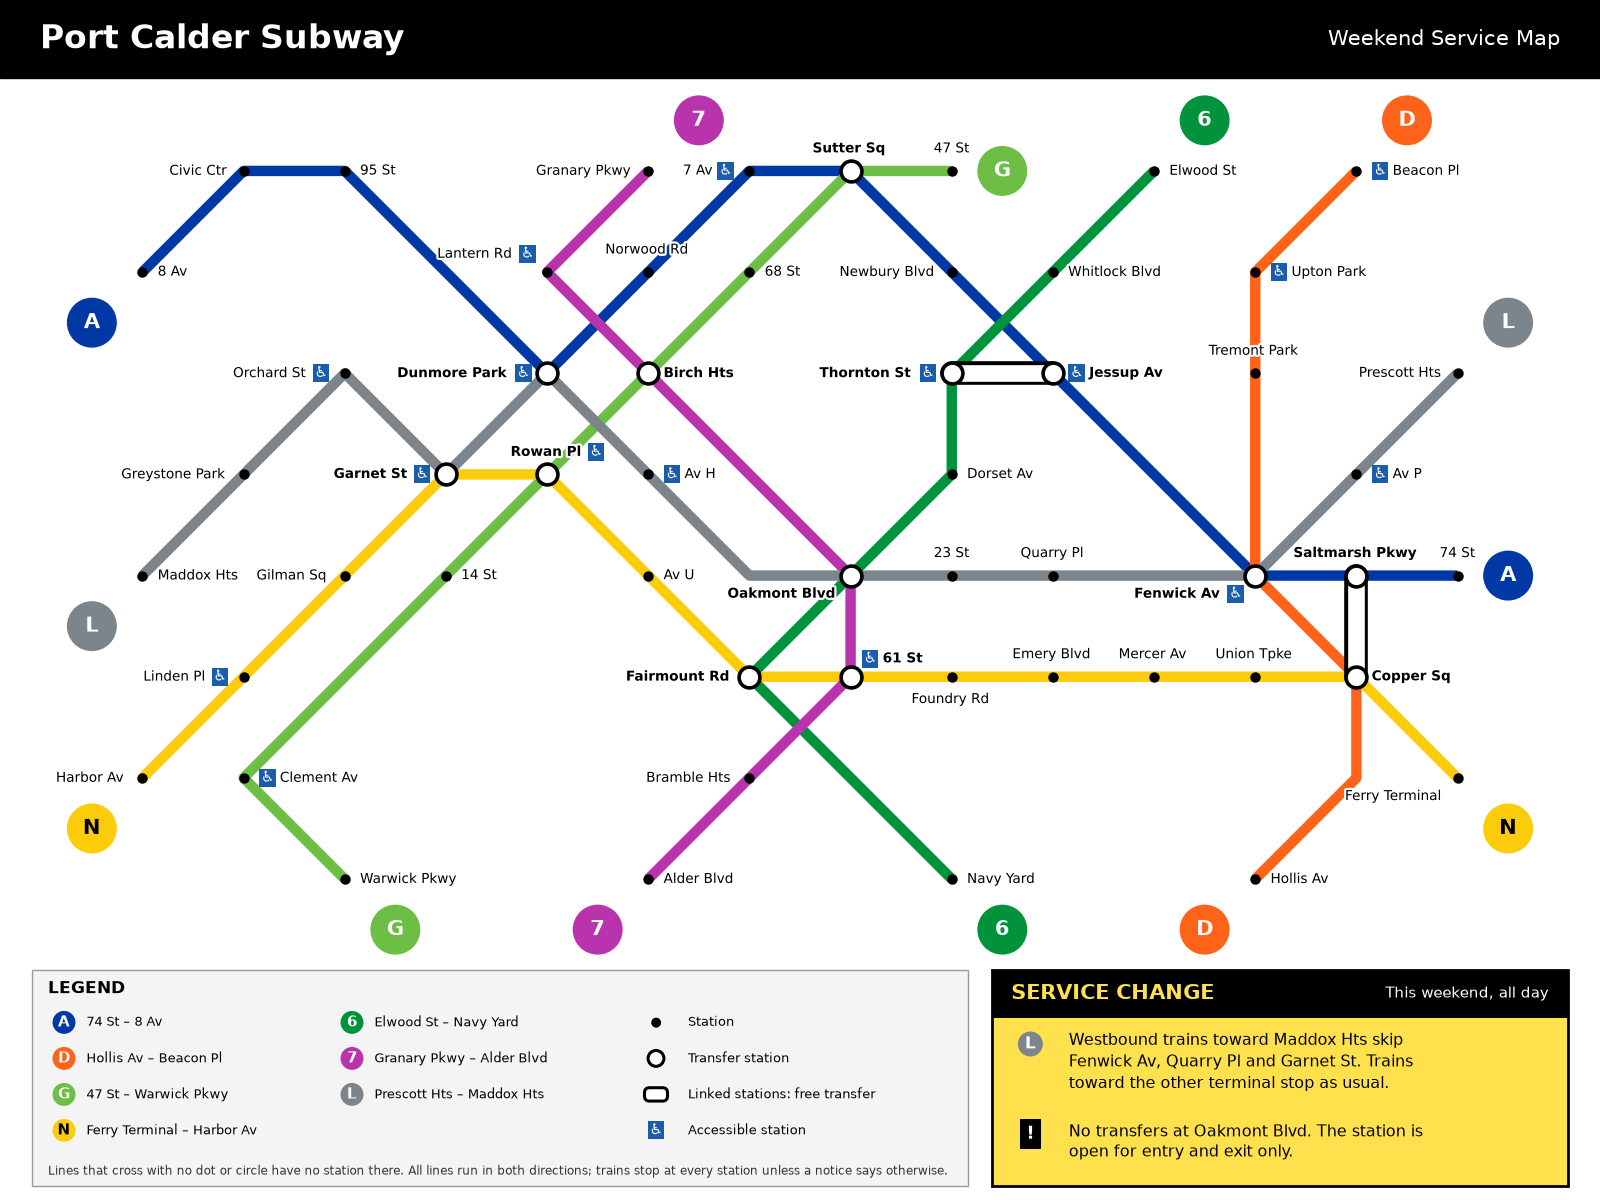 Port Calder Subway
Weekend Service Map
7
6
D
Sutter Sq
47 St
Civic Ctr
95 St
Granary Pkwy
7 Av
G
Elwood St
Beacon Pl
Lantern Rd
Norwood Rd
8 Av
68 St
Newbury Blvd
Whitlock Blvd
Upton Park
A
L
Tremont Park
Orchard St
Dunmore Park
Birch Hts
Thornton St
Jessup Av
Prescott Hts
Rowan Pl
Greystone Park
Garnet St
Av H
Dorset Av
Av P
23 St
Quarry Pl
Saltmarsh Pkwy
74 St
Maddox Hts
Gilman Sq
14 St
Av U
A
Oakmont Blvd
Fenwick Av
L
61 St
Emery Blvd
Mercer Av
Union Tpke
Linden Pl
Fairmount Rd
Copper Sq
Foundry Rd
Harbor Av
Clement Av
Bramble Hts
Ferry Terminal
N
N
Warwick Pkwy
Alder Blvd
Navy Yard
Hollis Av
G
7
6
D
LEGEND
A 74 St – 8 Av
D Hollis Av – Beacon Pl
G 47 St – Warwick Pkwy
N Ferry Terminal – Harbor Av
6 Elwood St – Navy Yard
7 Granary Pkwy – Alder Blvd
L Prescott Hts – Maddox Hts
Station
Transfer station
Linked stations: free transfer
Accessible station
Lines that cross with no dot or circle have no station there. All lines run in both directions; trains stop at every station unless a notice says otherwise.
SERVICE CHANGE
This weekend, all day
L Westbound trains toward Maddox Hts skip
Fenwick Av, Quarry Pl and Garnet St. Trains
toward the other terminal stop as usual.
! No transfers at Oakmont Blvd. The station is
open for entry and exit only.